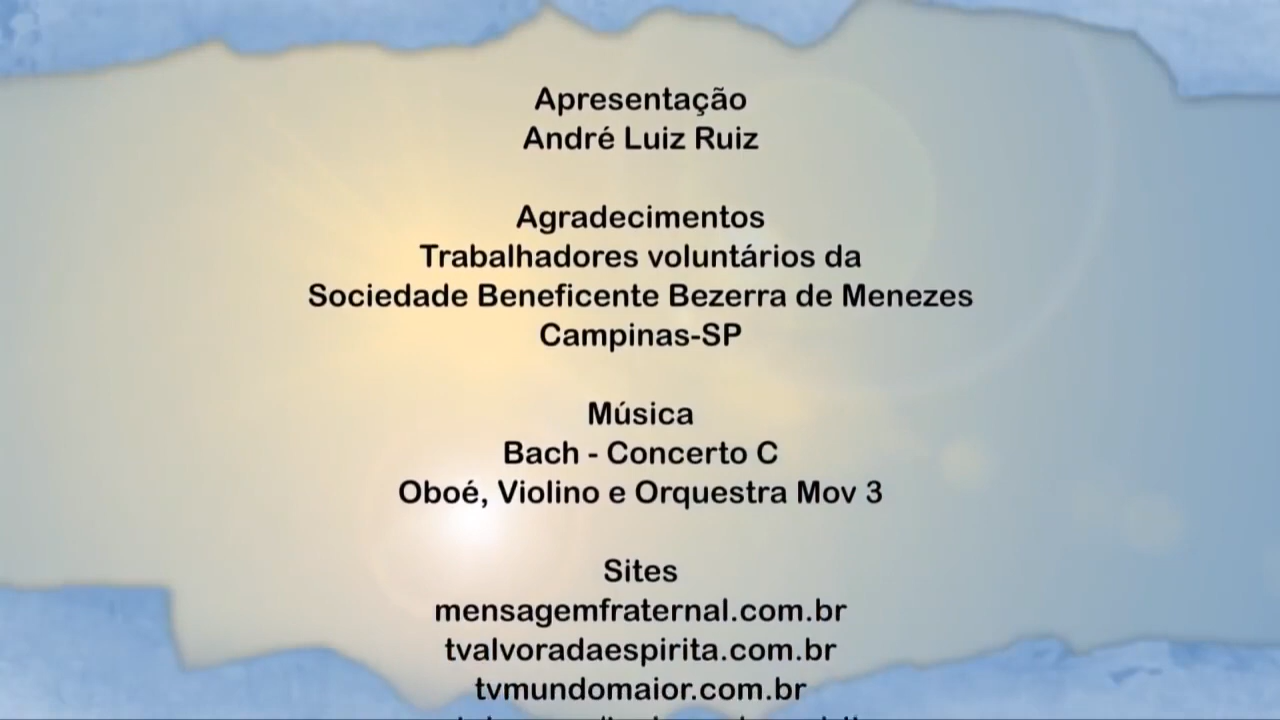 Apresentação
André Luiz Ruiz
Agradecimentos
Trabalhadores voluntários da
Sociedade Beneficente Bezerra de Menezes
Campinas-SP
Música
Bach - Concerto C
Oboé, Violino e Orquestra Mov 3
Sites
mensagemfraternal.com.br
tvalvoradaespirita.com.br
tvmundomaior.com.br